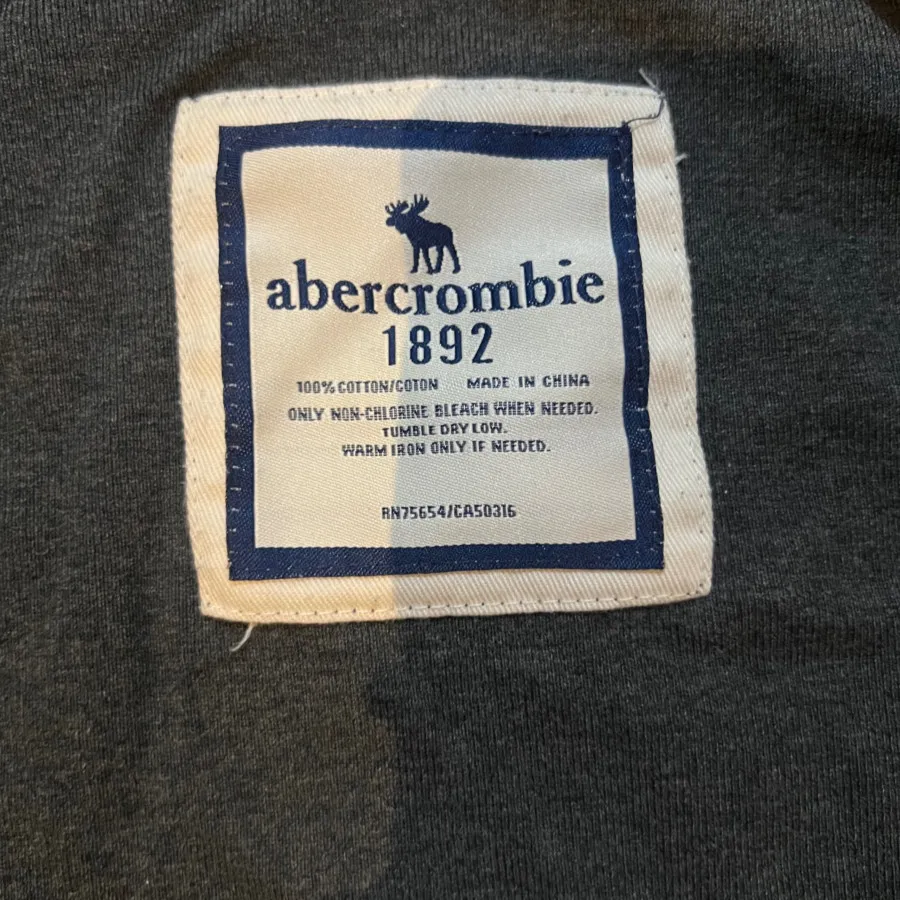 abercrombie
1892
100% COTTON/COTON MADE IN CHINA
ONLY NON-CHLORINE BLEACH WHEN NEEDED.
TUMBLE DRY LOW.
WARM IRON ONLY IF NEEDED.
RN75654/CA50316